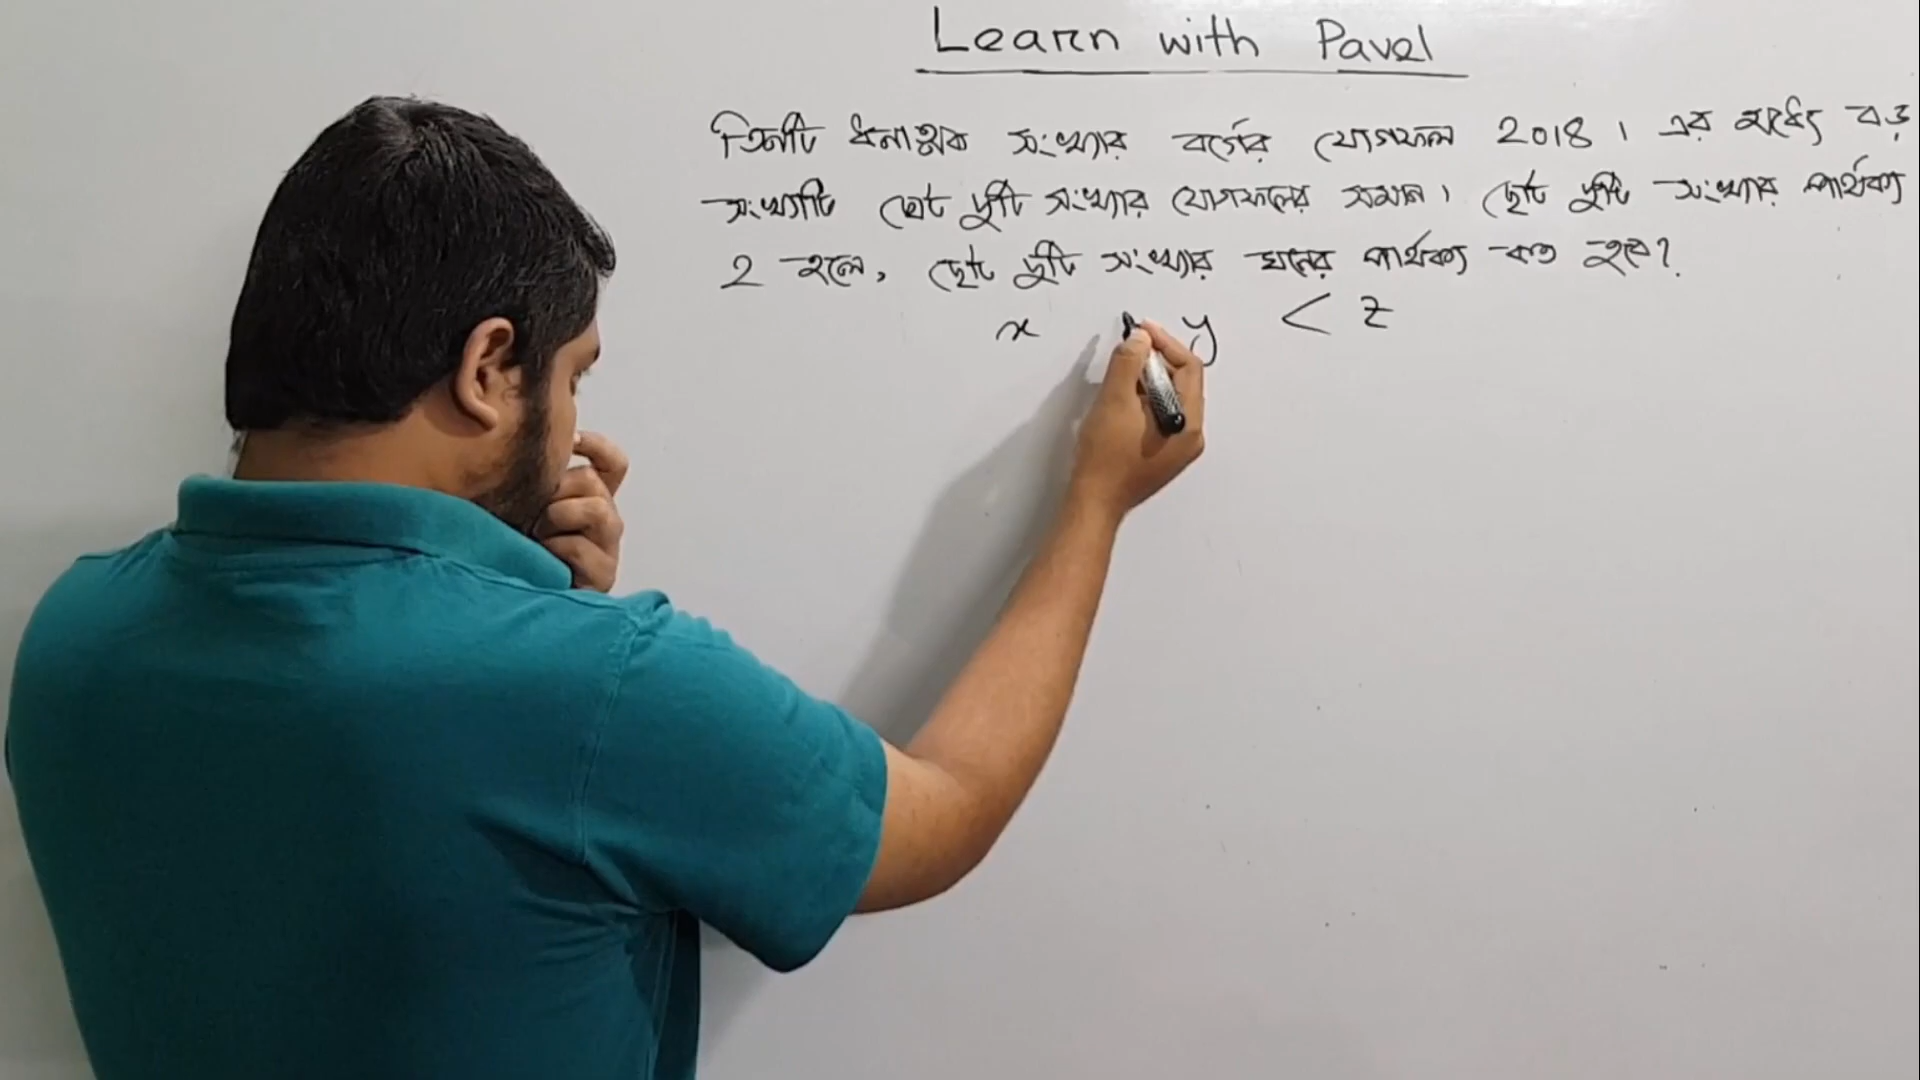 Learn with Pavel
তিনটি ধনাত্মক সংখ্যার বর্গের যোগফল 2018। এর মধ্যে বড়
সংখ্যাটি ছোট দুটি সংখ্যার যোগফলের সমান। ছোট দুটি সংখ্যার পার্থক্য
2 হলে, ছোট দুটি সংখ্যার ঘনের পার্থক্য কত হবে?
x y < z